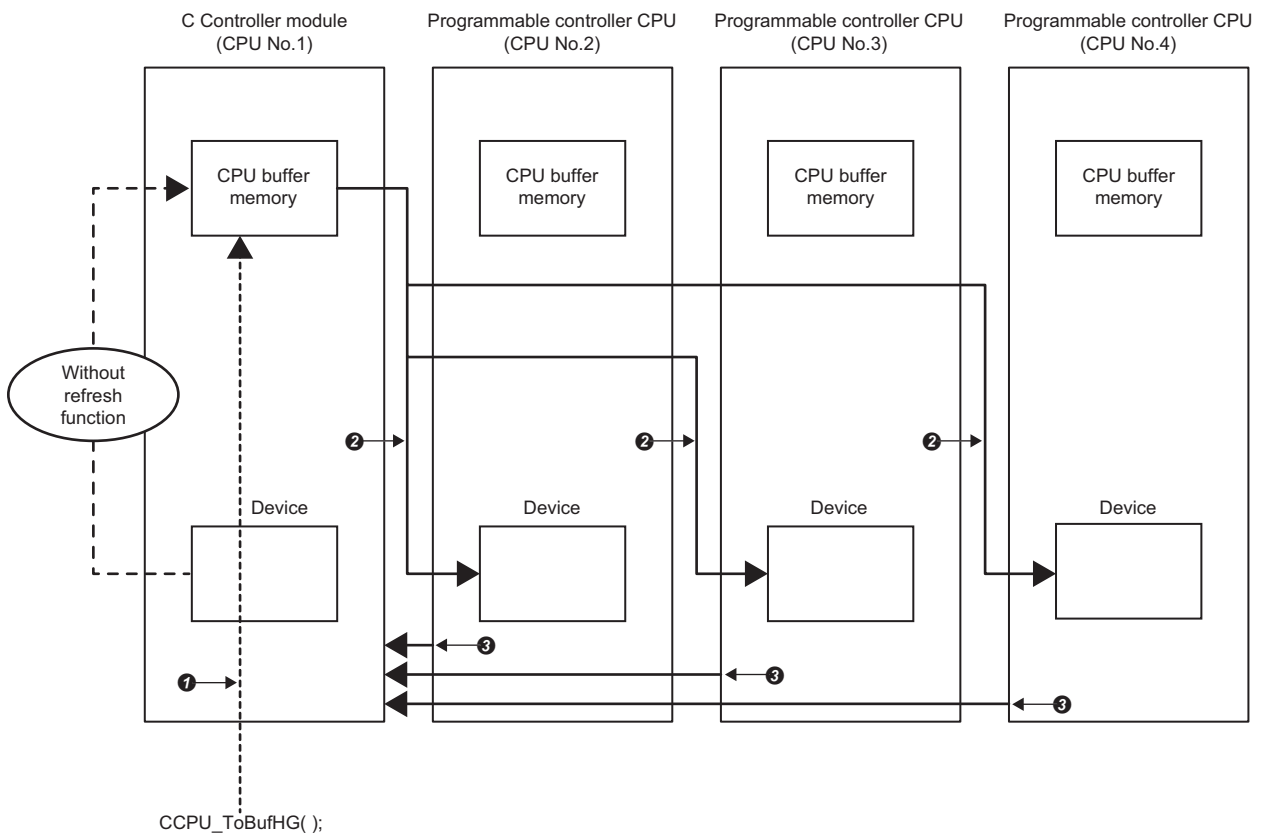 C Controller module
(CPU No.1)
Programmable controller CPU
(CPU No.2)
Programmable controller CPU
(CPU No.3)
Programmable controller CPU
(CPU No.4)
CPU buffer
memory
CPU buffer
memory
CPU buffer
memory
CPU buffer
memory
Without
refresh
function
❷
❷
❷
Device
Device
Device
Device
❸
❸
❶
❸
CCPU_ToBufHG( );